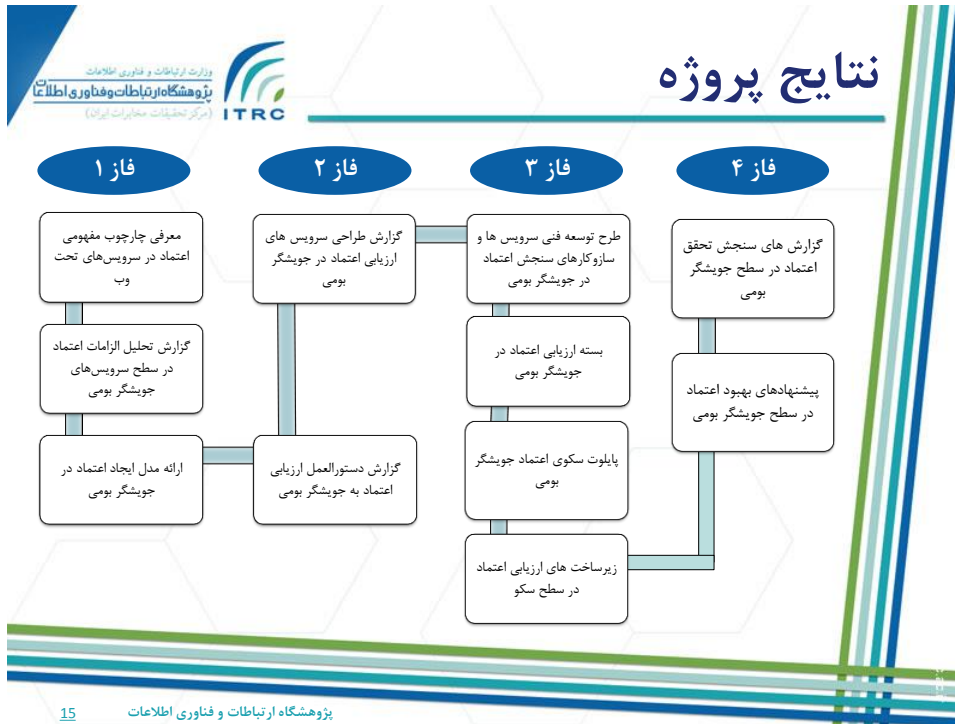 نتایج پروژه
وزارت ارتباطات و فناوری اطلاعات
پژوهشگاه ارتباطات و فناوری اطلاعات
(مرکز تحقیقات مخابرات ایران)
ITRC
فاز ۱
معرفی چارچوب مفهومی
اعتماد در سرویس‌های تحت
وب
گزارش تحلیل الزامات اعتماد
در سطح سرویس‌های
جویشگر بومی
ارائه مدل ایجاد اعتماد در
جویشگر بومی
فاز ۲
گزارش طراحی سرویس های
ارزیابی اعتماد در جویشگر
بومی
گزارش دستورالعمل ارزیابی
اعتماد به جویشگر بومی
فاز ۳
طرح توسعه فنی سرویس ها و
سازوکارهای سنجش اعتماد
در جویشگر بومی
بسته ارزیابی اعتماد در
جویشگر بومی
پایلوت سکوی اعتماد جویشگر
بومی
زیرساخت های ارزیابی اعتماد
در سطح سکو
فاز ۴
گزارش های سنجش تحقق
اعتماد در سطح جویشگر
بومی
پیشنهادهای بهبود اعتماد
در سطح جویشگر بومی
پژوهشگاه ارتباطات و فناوری اطلاعات
15